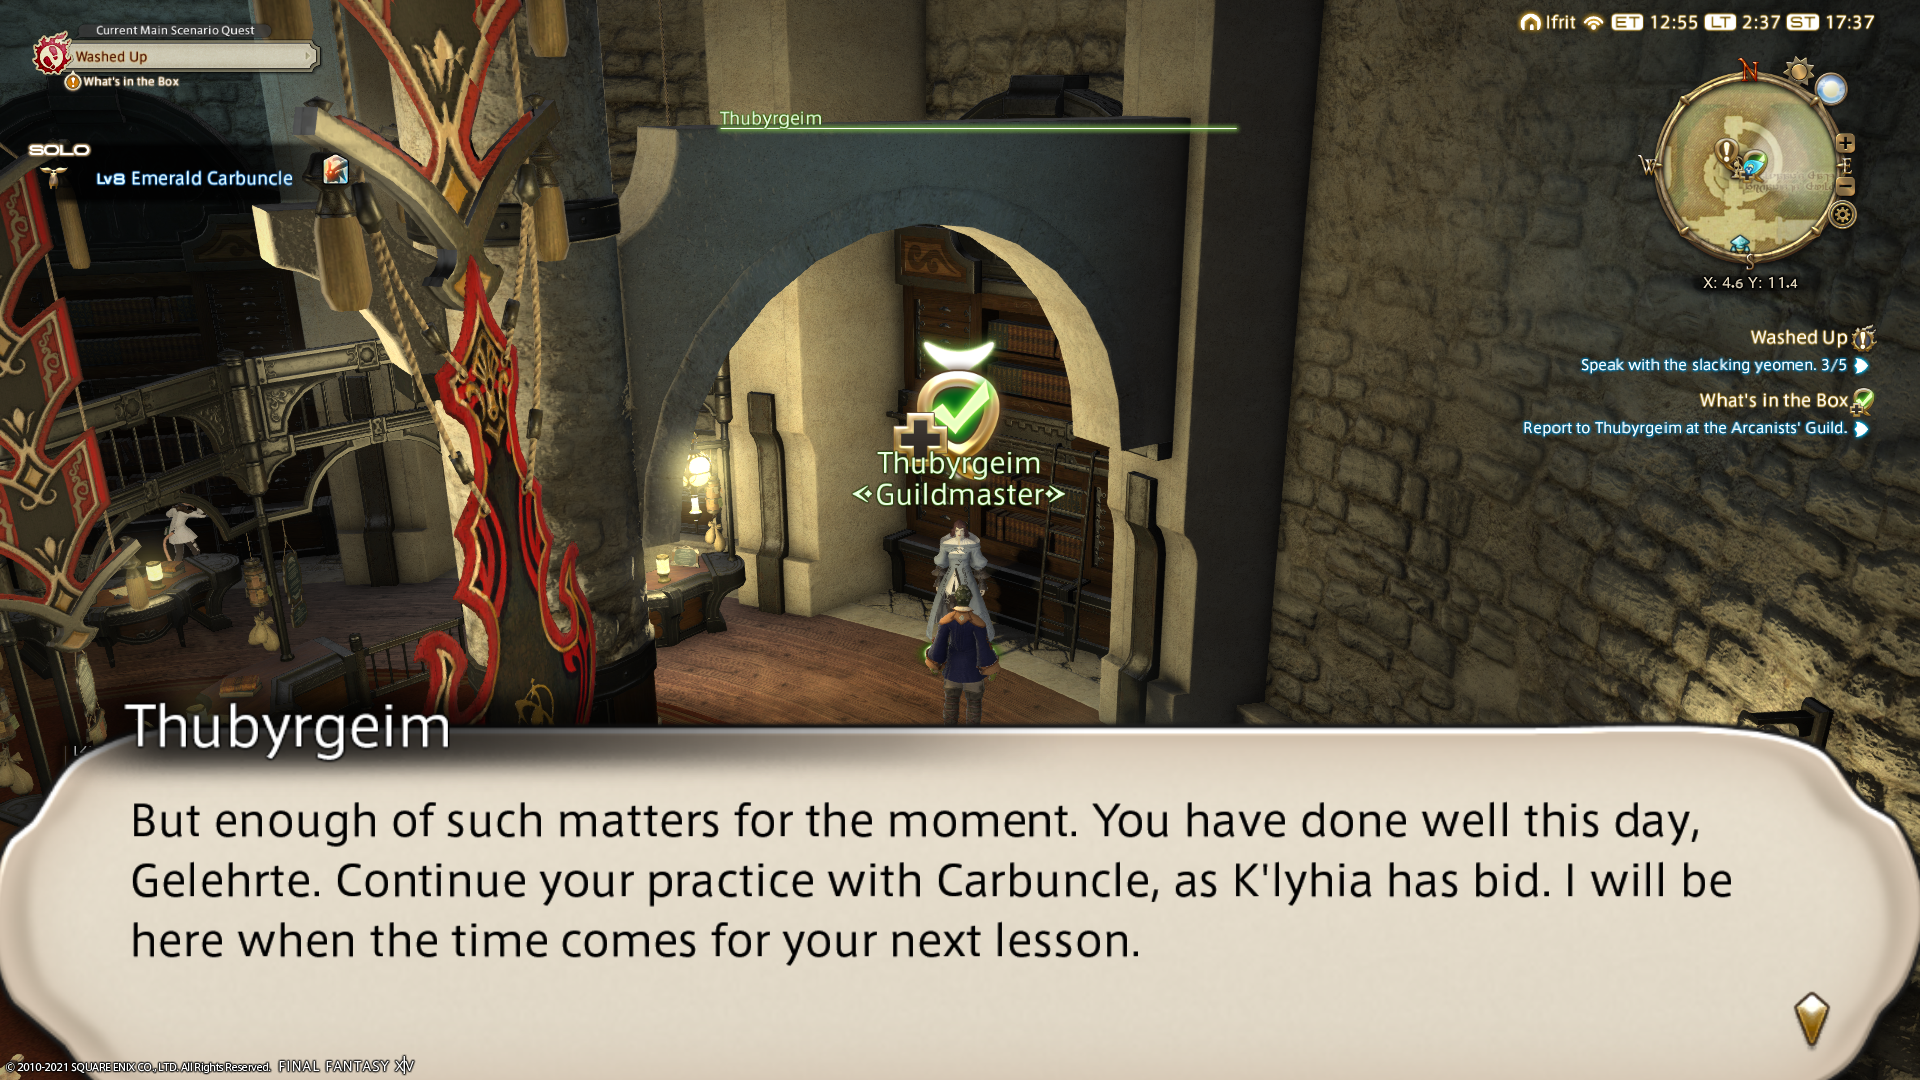 Current Main Scenario Quest
Washed Up
What's in the Box
SOLO
Lv8 Emerald Carbuncle
Thubyrgeim
Ifrit ET 12:55 LT 2:37 ST 17:37
N
W
E
S
X: 4.6 Y: 11.4
Washed Up
Speak with the slacking yeomen. 3/5
What's in the Box
Report to Thubyrgeim at the Arcanists' Guild.
Thubyrgeim
Guildmaster
Thubyrgeim
But enough of such matters for the moment. You have done well this day,
Gelehrte. Continue your practice with Carbuncle, as K'lyhia has bid. I will be
here when the time comes for your next lesson.
© 2010-2021 SQUARE ENIX CO., LTD. All Rights Reserved. FINAL FANTASY XIV